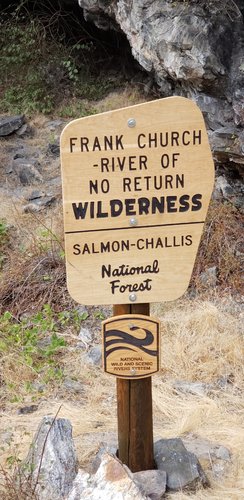 FRANK CHURCH
-RIVER OF
NO RETURN
WILDERNESS
SALMON-CHALLIS
National
Forest
NATIONAL
WILD AND SCENIC
RIVERS SYSTEM